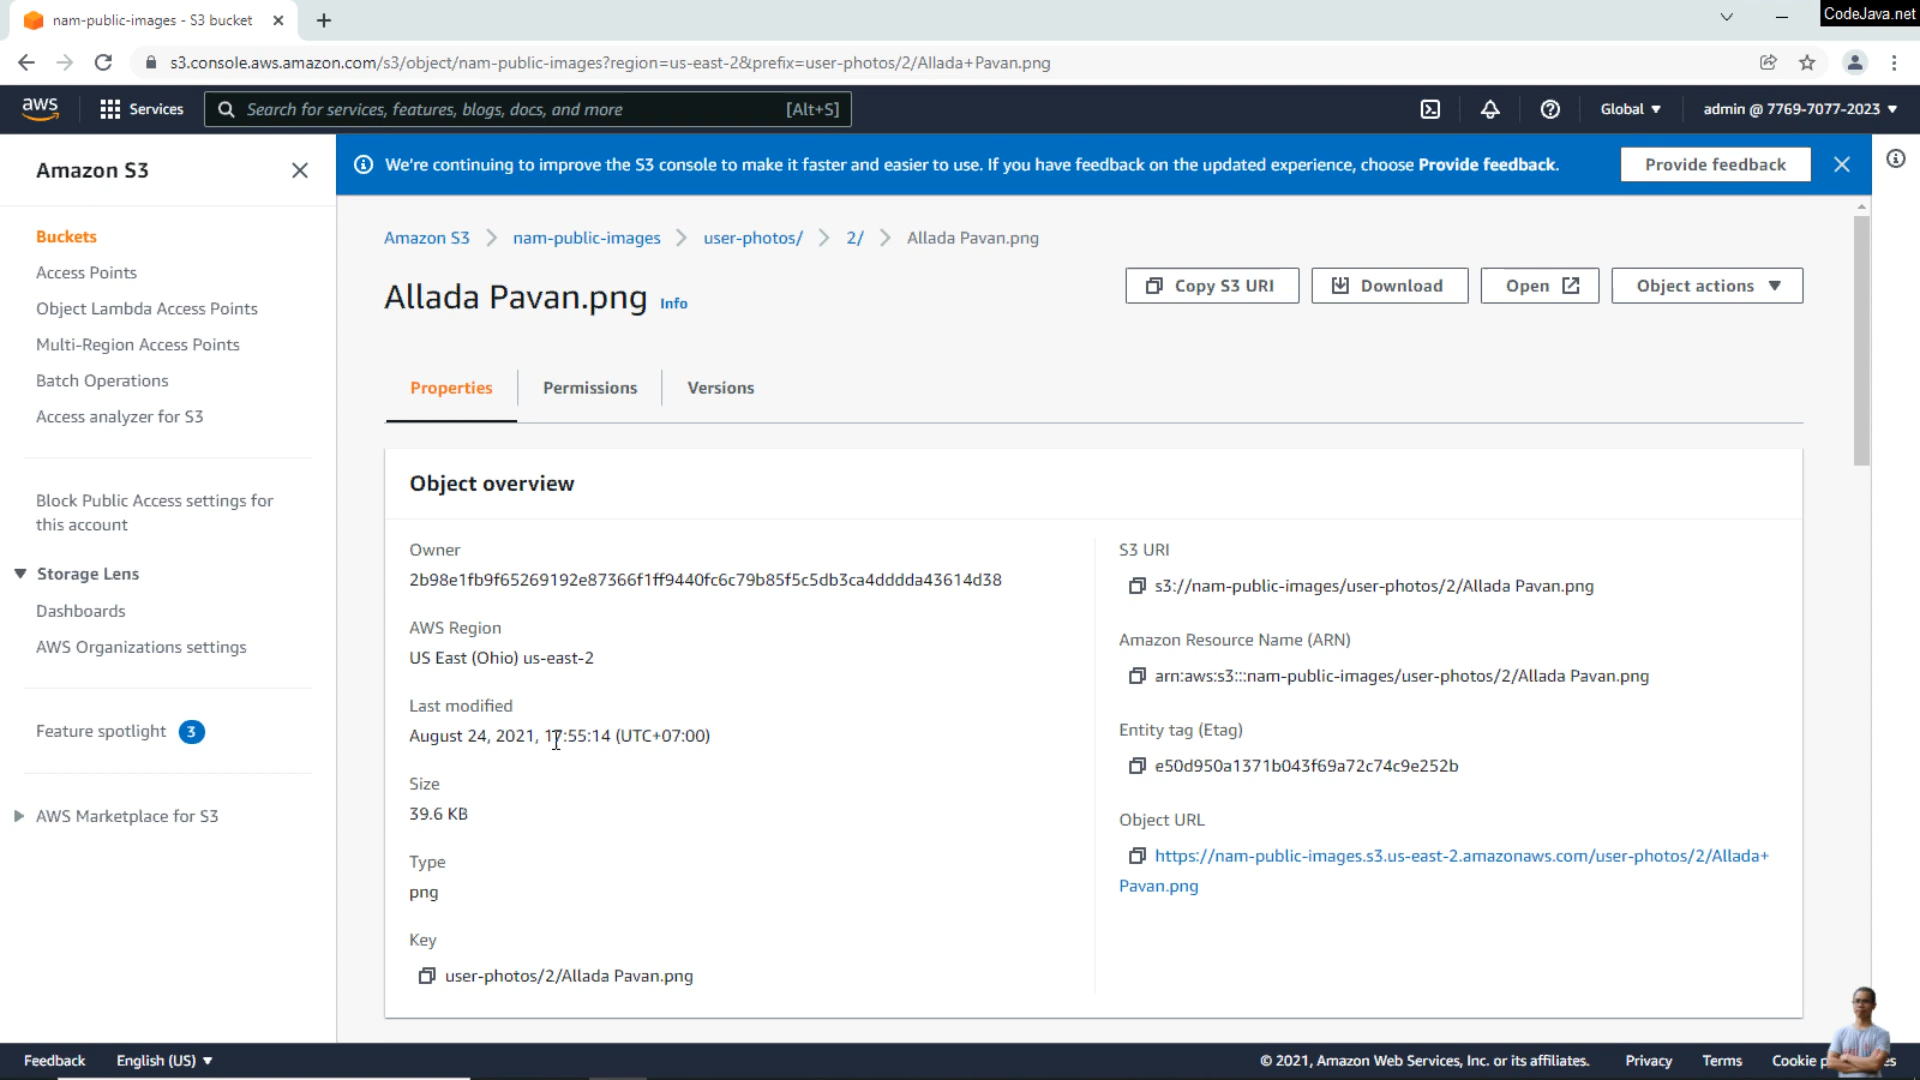 nam-public-images - S3 bucket
CodeJava.net
s3.console.aws.amazon.com/s3/object/nam-public-images?region=us-east-2&prefix=user-photos/2/Allada+Pavan.png
aws
Services
Search for services, features, blogs, docs, and more
[Alt+S]
Global
admin @ 7769-7077-2023
Amazon S3
We're continuing to improve the S3 console to make it faster and easier to use. If you have feedback on the updated experience, choose Provide feedback.
Provide feedback
Buckets
Access Points
Object Lambda Access Points
Multi-Region Access Points
Batch Operations
Access analyzer for S3
Block Public Access settings for
this account
Storage Lens
Dashboards
AWS Organizations settings
Feature spotlight 3
AWS Marketplace for S3
Amazon S3 > nam-public-images > user-photos/ > 2/ > Allada Pavan.png
Allada Pavan.png Info
Copy S3 URI
Download
Open
Object actions
Properties
Permissions
Versions
Object overview
Owner
2b98e1fb9f65269192e87366f1ff9440fc6c79b85f5c5db3ca4dddda43614d38
AWS Region
US East (Ohio) us-east-2
Last modified
August 24, 2021, 17:55:14 (UTC+07:00)
Size
39.6 KB
Type
png
Key
user-photos/2/Allada Pavan.png
S3 URI
s3://nam-public-images/user-photos/2/Allada Pavan.png
Amazon Resource Name (ARN)
arn:aws:s3:::nam-public-images/user-photos/2/Allada Pavan.png
Entity tag (Etag)
e50d950a1371b043f69a72c74c9e252b
Object URL
https://nam-public-images.s3.us-east-2.amazonaws.com/user-photos/2/Allada+
Pavan.png
Feedback
English (US)
© 2021, Amazon Web Services, Inc. or its affiliates.
Privacy
Terms
Cookie